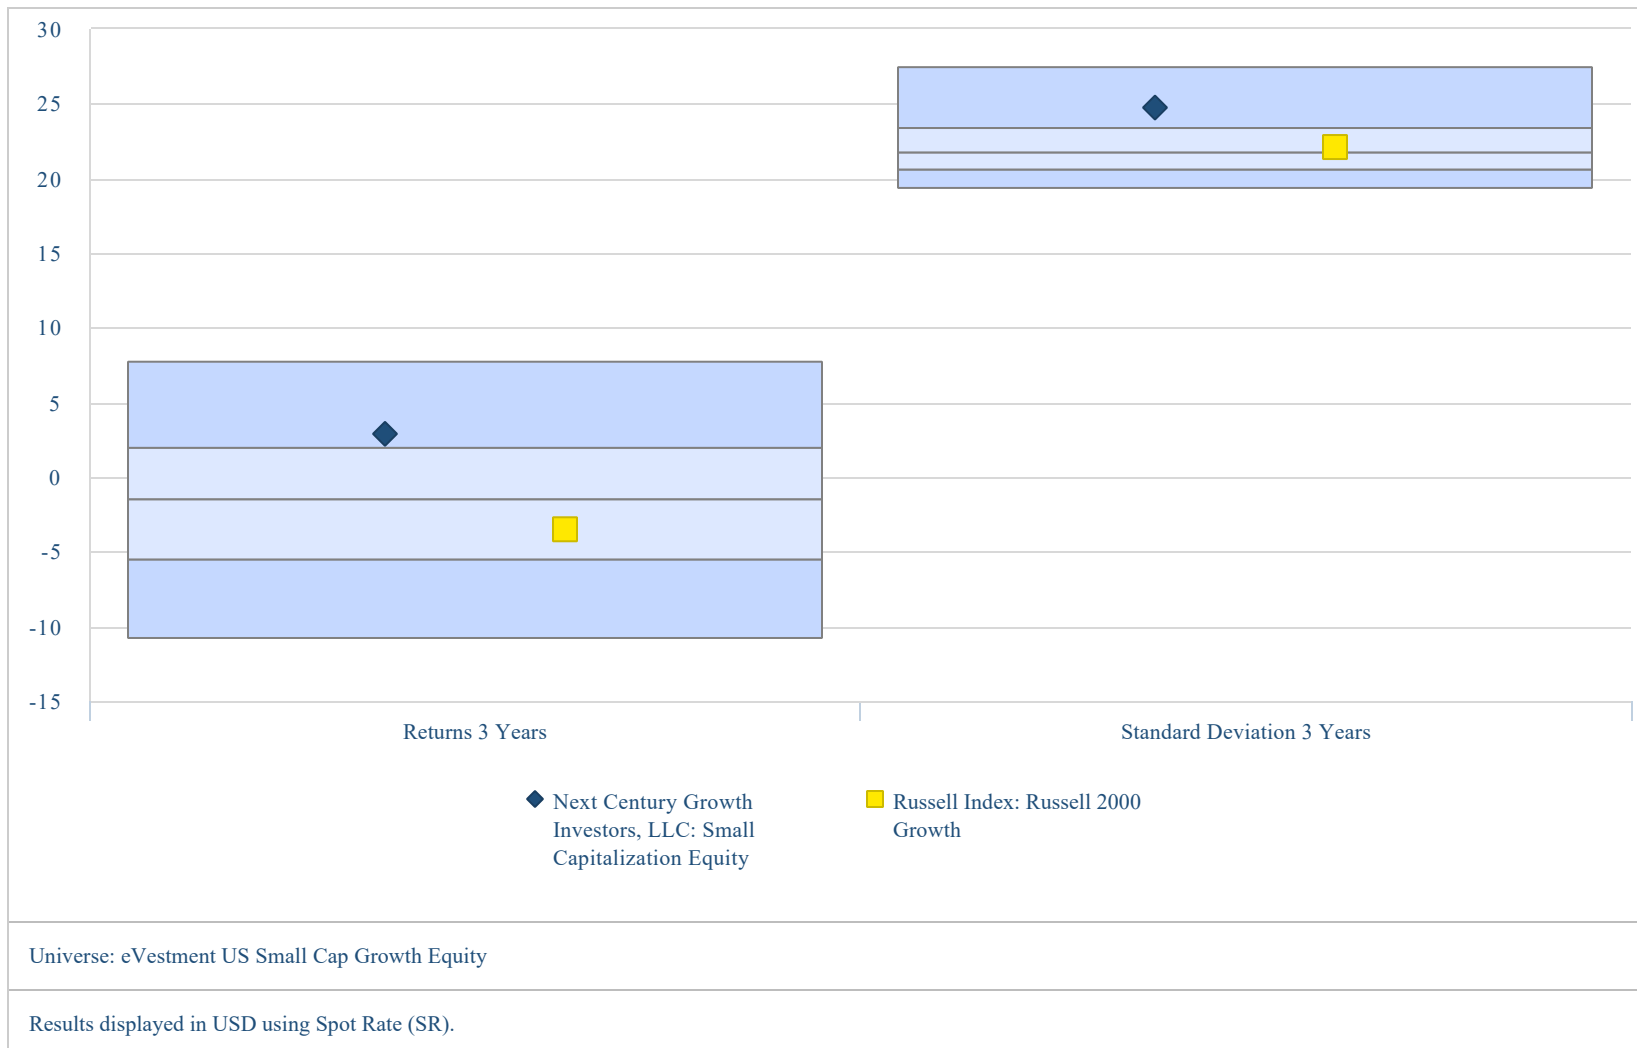 30
25
20
15
10
5
0
-5
-10
-15
Returns 3 Years
Standard Deviation 3 Years
Next Century Growth
Investors, LLC: Small
Capitalization Equity
Russell Index: Russell 2000
Growth
Universe: eVestment US Small Cap Growth Equity
Results displayed in USD using Spot Rate (SR).